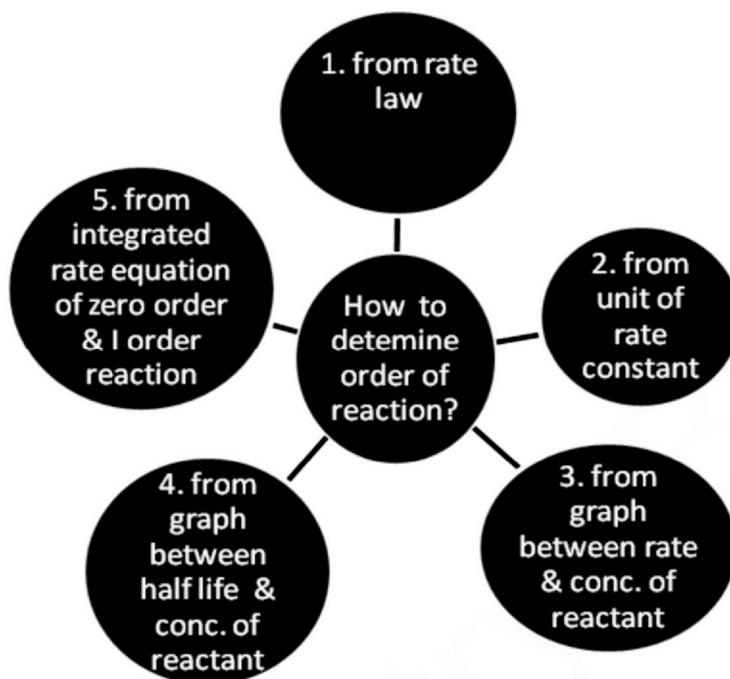 1. from rate
law
2. from
unit of
rate
constant
3. from
graph
between rate
& conc. of
reactant
4. from
graph
between
half life &
conc. of
reactant
5. from
integrated
rate equation
of zero order
& I order
reaction
How to
detemine
order of
reaction?